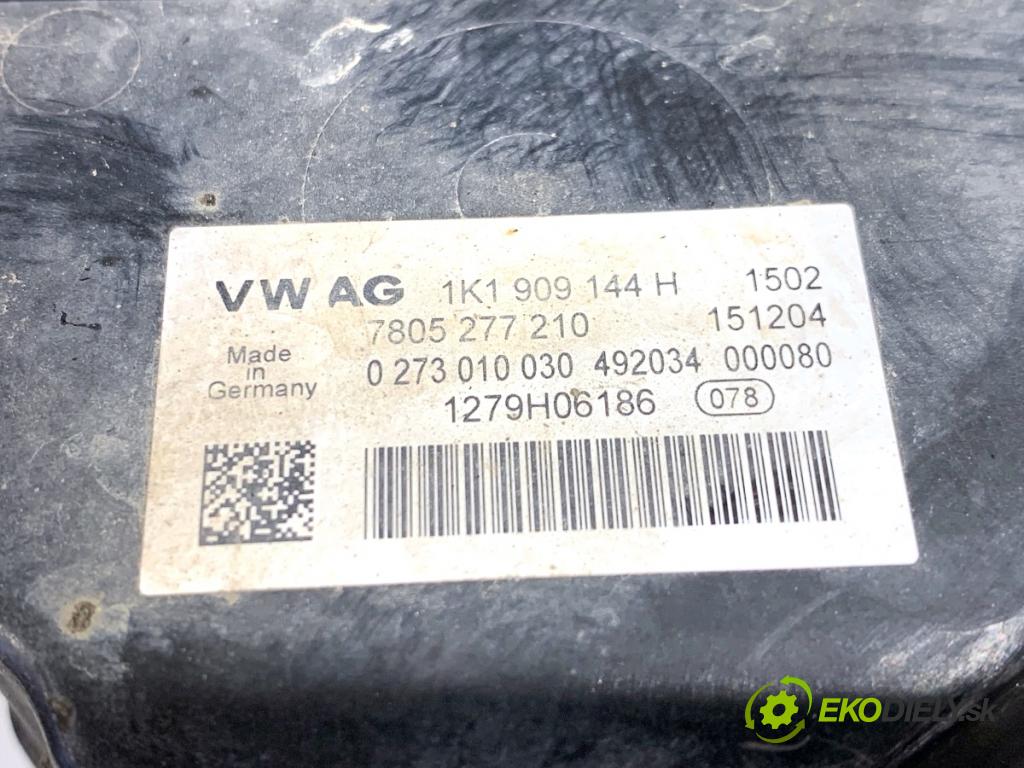 VW AG 1K1 909 144 H 1502
7805 277 210 151204
Made in Germany
0 273 010 030 492034 000080
1279H06186 078
EKODIELY.sk